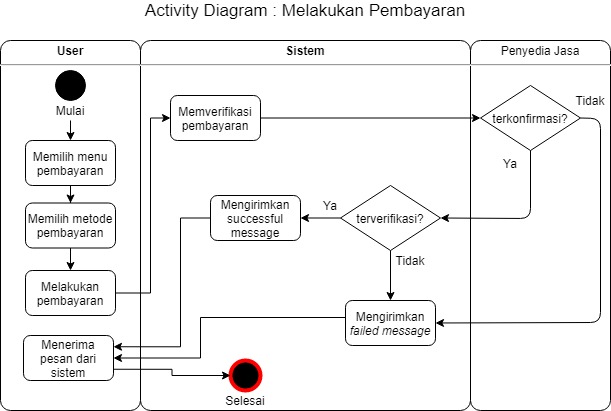 Activity Diagram : Melakukan Pembayaran
User
Sistem
Penyedia Jasa
Mulai
Memilih menu
pembayaran
Memilih metode
pembayaran
Melakukan
pembayaran
Menerima
pesan dari
sistem
Memverifikasi
pembayaran
Mengirimkan
successful
message
Ya
terverifikasi?
Tidak
Mengirimkan
failed message
Selesai
terkonfirmasi?
Tidak
Ya